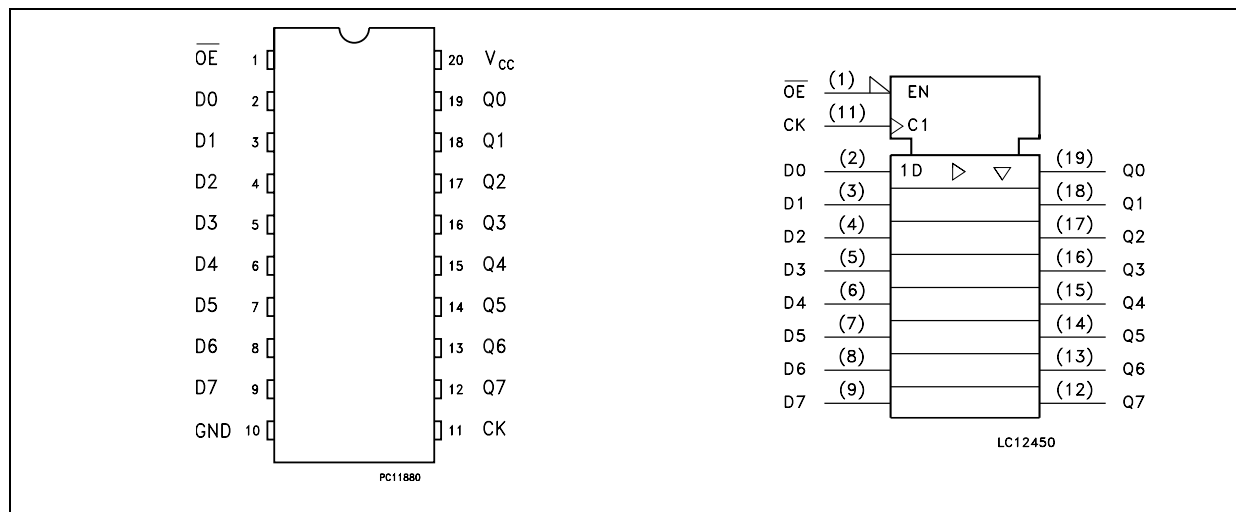 OE 1 20 VCC
D0 2 19 Q0
D1 3 18 Q1
D2 4 17 Q2
D3 5 16 Q3
D4 6 15 Q4
D5 7 14 Q5
D6 8 13 Q6
D7 9 12 Q7
GND 10 11 CK
PC11880
OE (1) EN
CK (11) C1
D0 (2) 1D (19) Q0
D1 (3) (18) Q1
D2 (4) (17) Q2
D3 (5) (16) Q3
D4 (6) (15) Q4
D5 (7) (14) Q5
D6 (8) (13) Q6
D7 (9) (12) Q7
LC12450